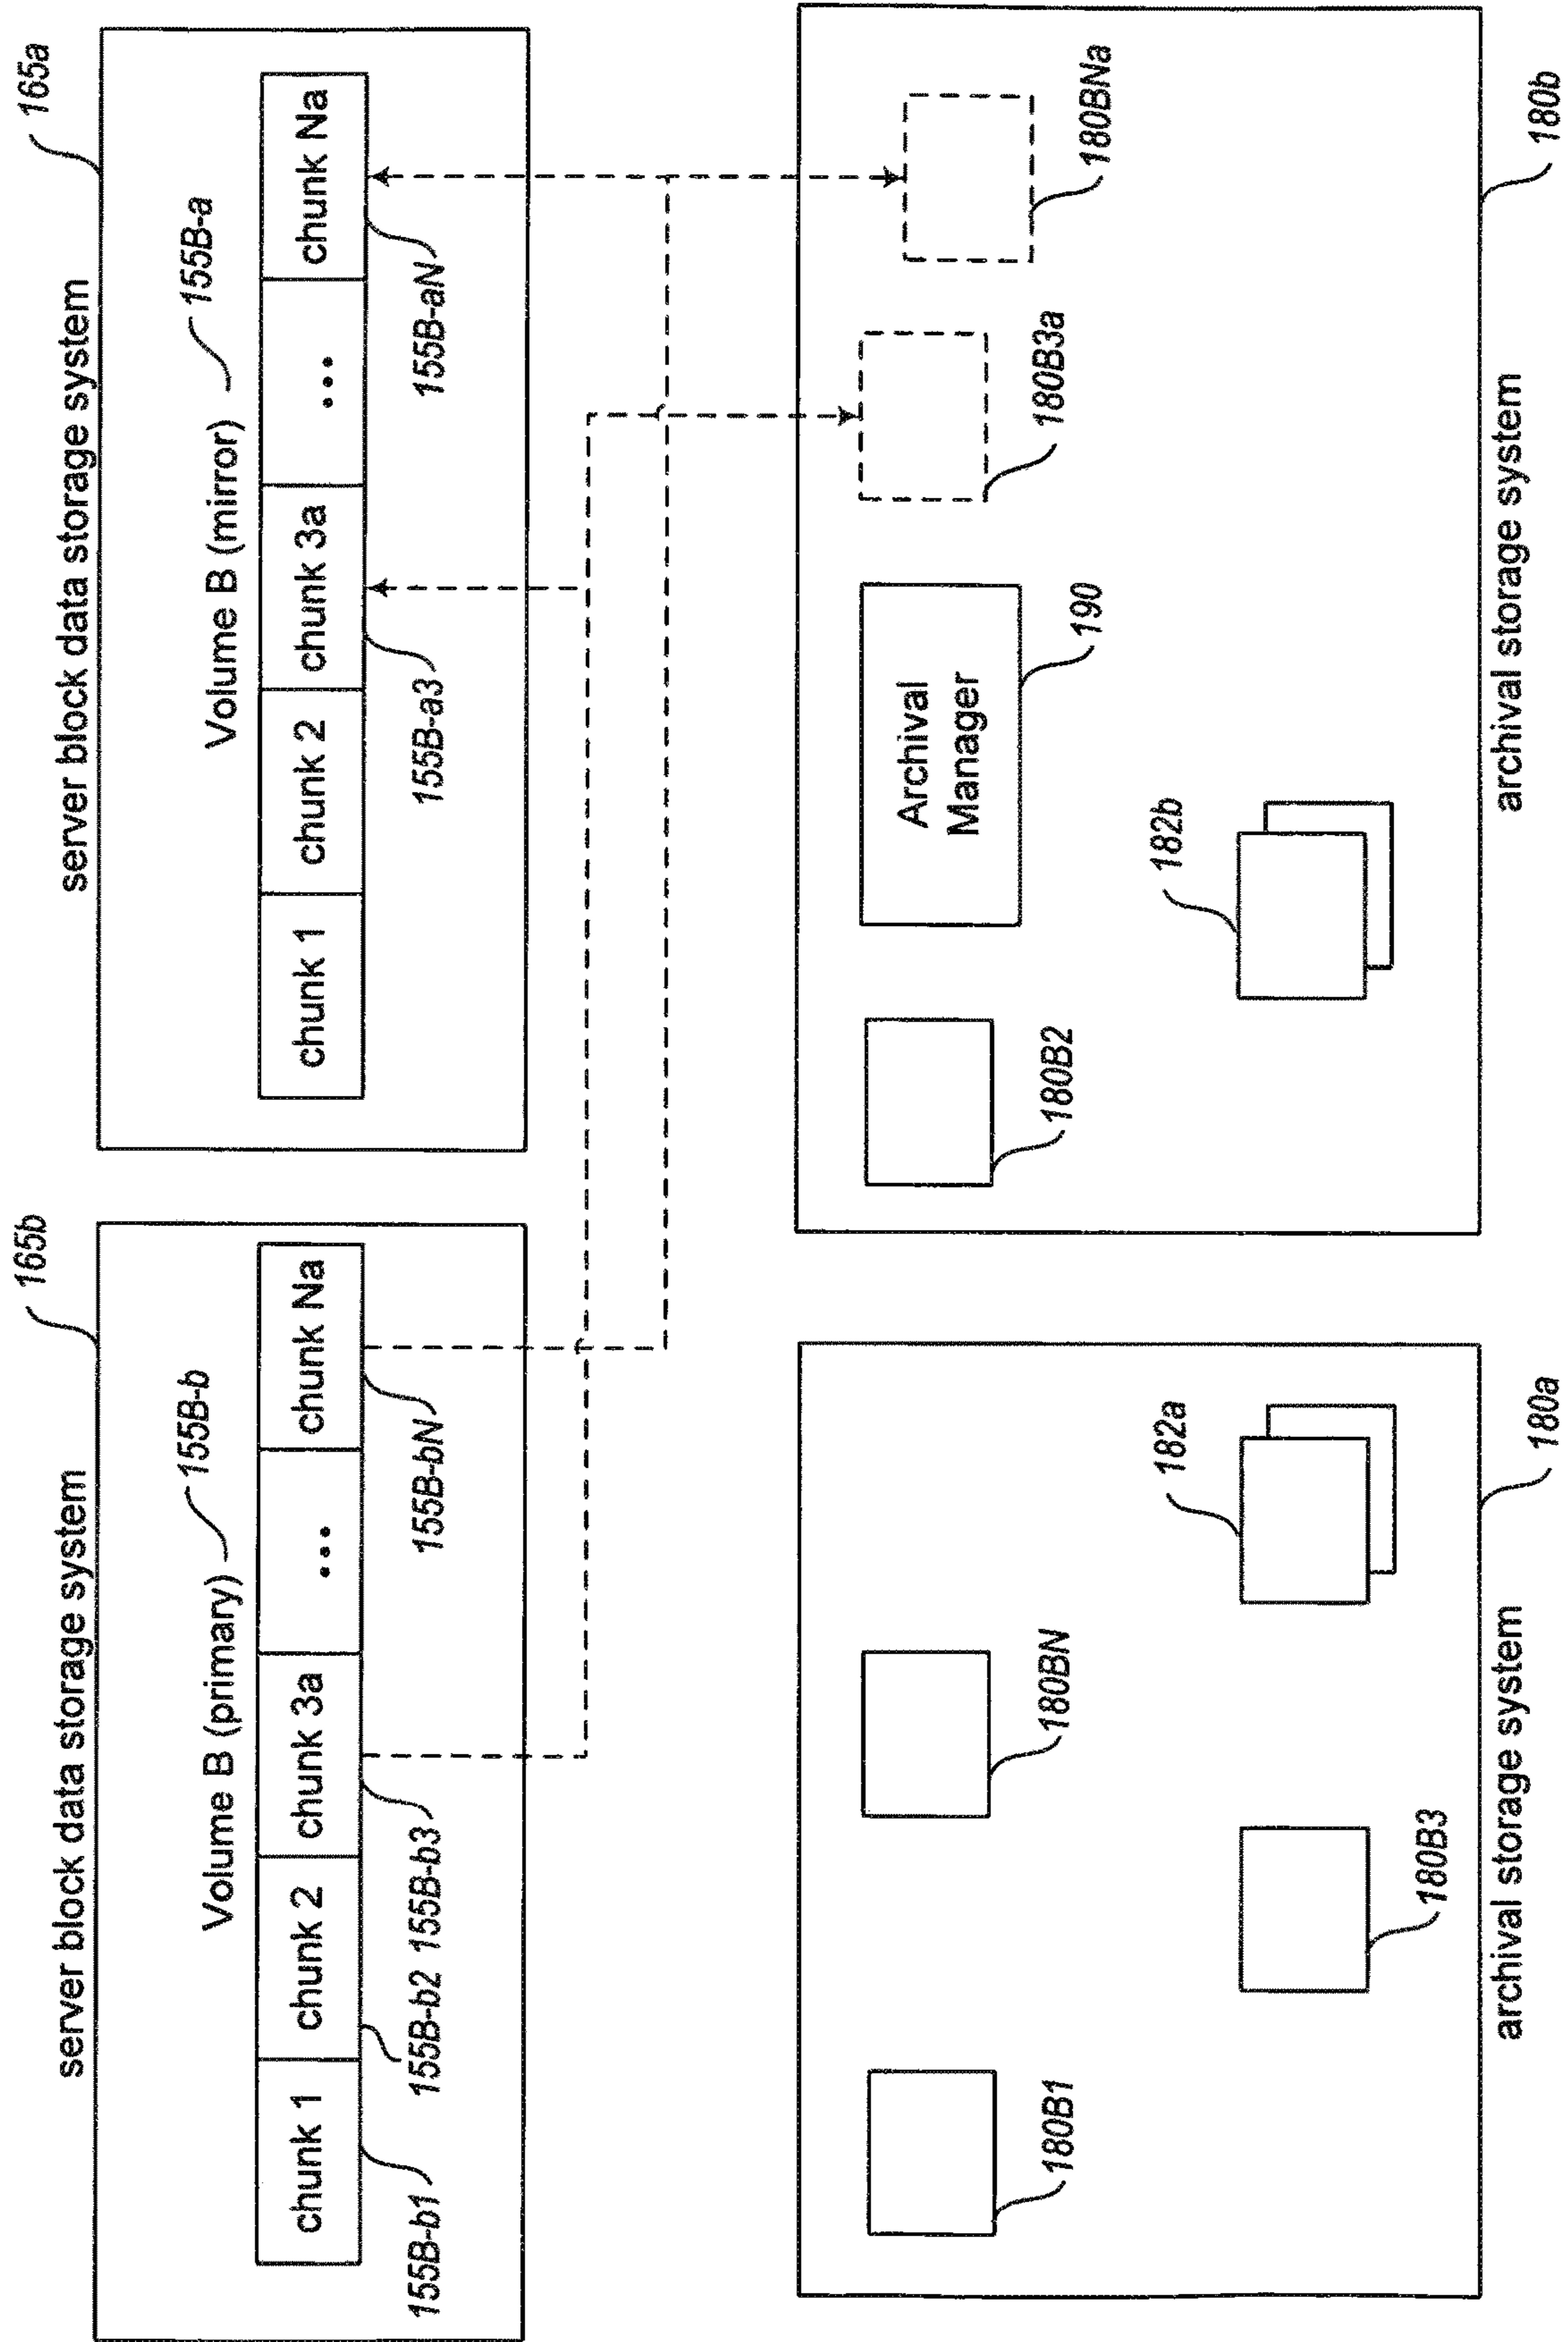 server block data storage system
165b
Volume B (primary)
155B-b
chunk 1
chunk 2
chunk 3a
...
chunk Na
155B-b1
155B-b2
155B-b3
155B-bN
server block data storage system
165a
Volume B (mirror)
155B-a
chunk 1
chunk 2
chunk 3a
...
chunk Na
155B-a3
155B-aN
180B1
180BN
180B3
182a
archival storage system
180a
180B2
Archival
Manager
190
180B3a
180BNa
182b
archival storage system
180b